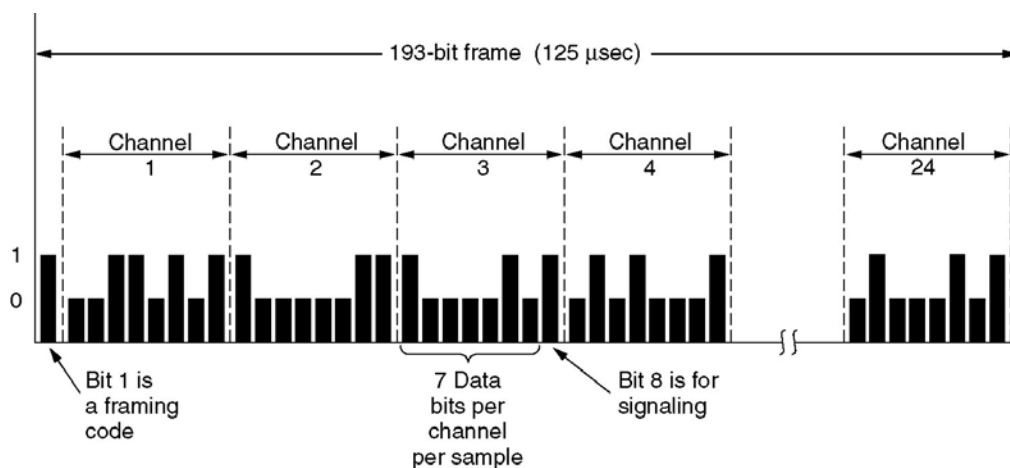 193-bit frame (125 μsec)
Channel Channel Channel Channel Channel
1 2 3 4 24
1
0
Bit 1 is
a framing
code
7 Data
bits per
channel
per sample
Bit 8 is for
signaling